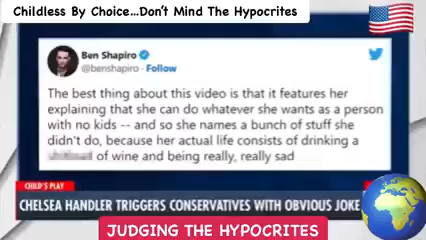 Childless By Choice...Don't Mind The Hypocrites
Ben Shapiro
@benshapiro · Follow
The best thing about this video is that it features her
explaining that she can do whatever she wants as a person
with no kids -- and so she names a bunch of stuff she
didn't do, because her actual life consists of drinking a
of wine and being really, really sad
CHILD'S PLAY
CHELSEA HANDLER TRIGGERS CONSERVATIVES WITH OBVIOUS JOKE
JUDGING THE HYPOCRITES